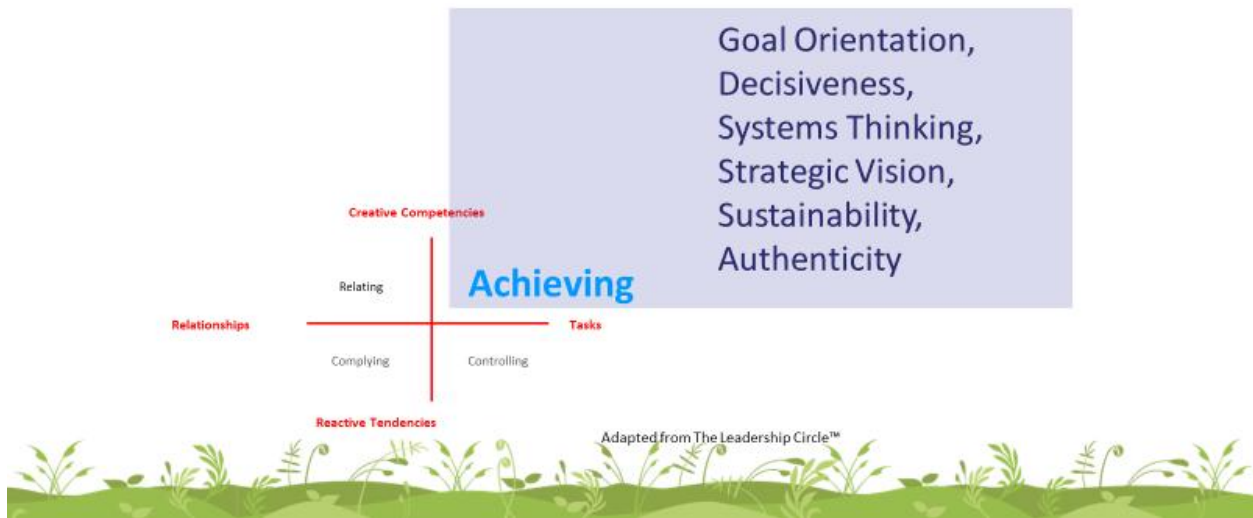 Goal Orientation,
Decisiveness,
Systems Thinking,
Strategic Vision,
Sustainability,
Authenticity
Creative Competencies
Relating
Achieving
Relationships
Tasks
Complying
Controlling
Reactive Tendencies
Adapted from The Leadership Circle™